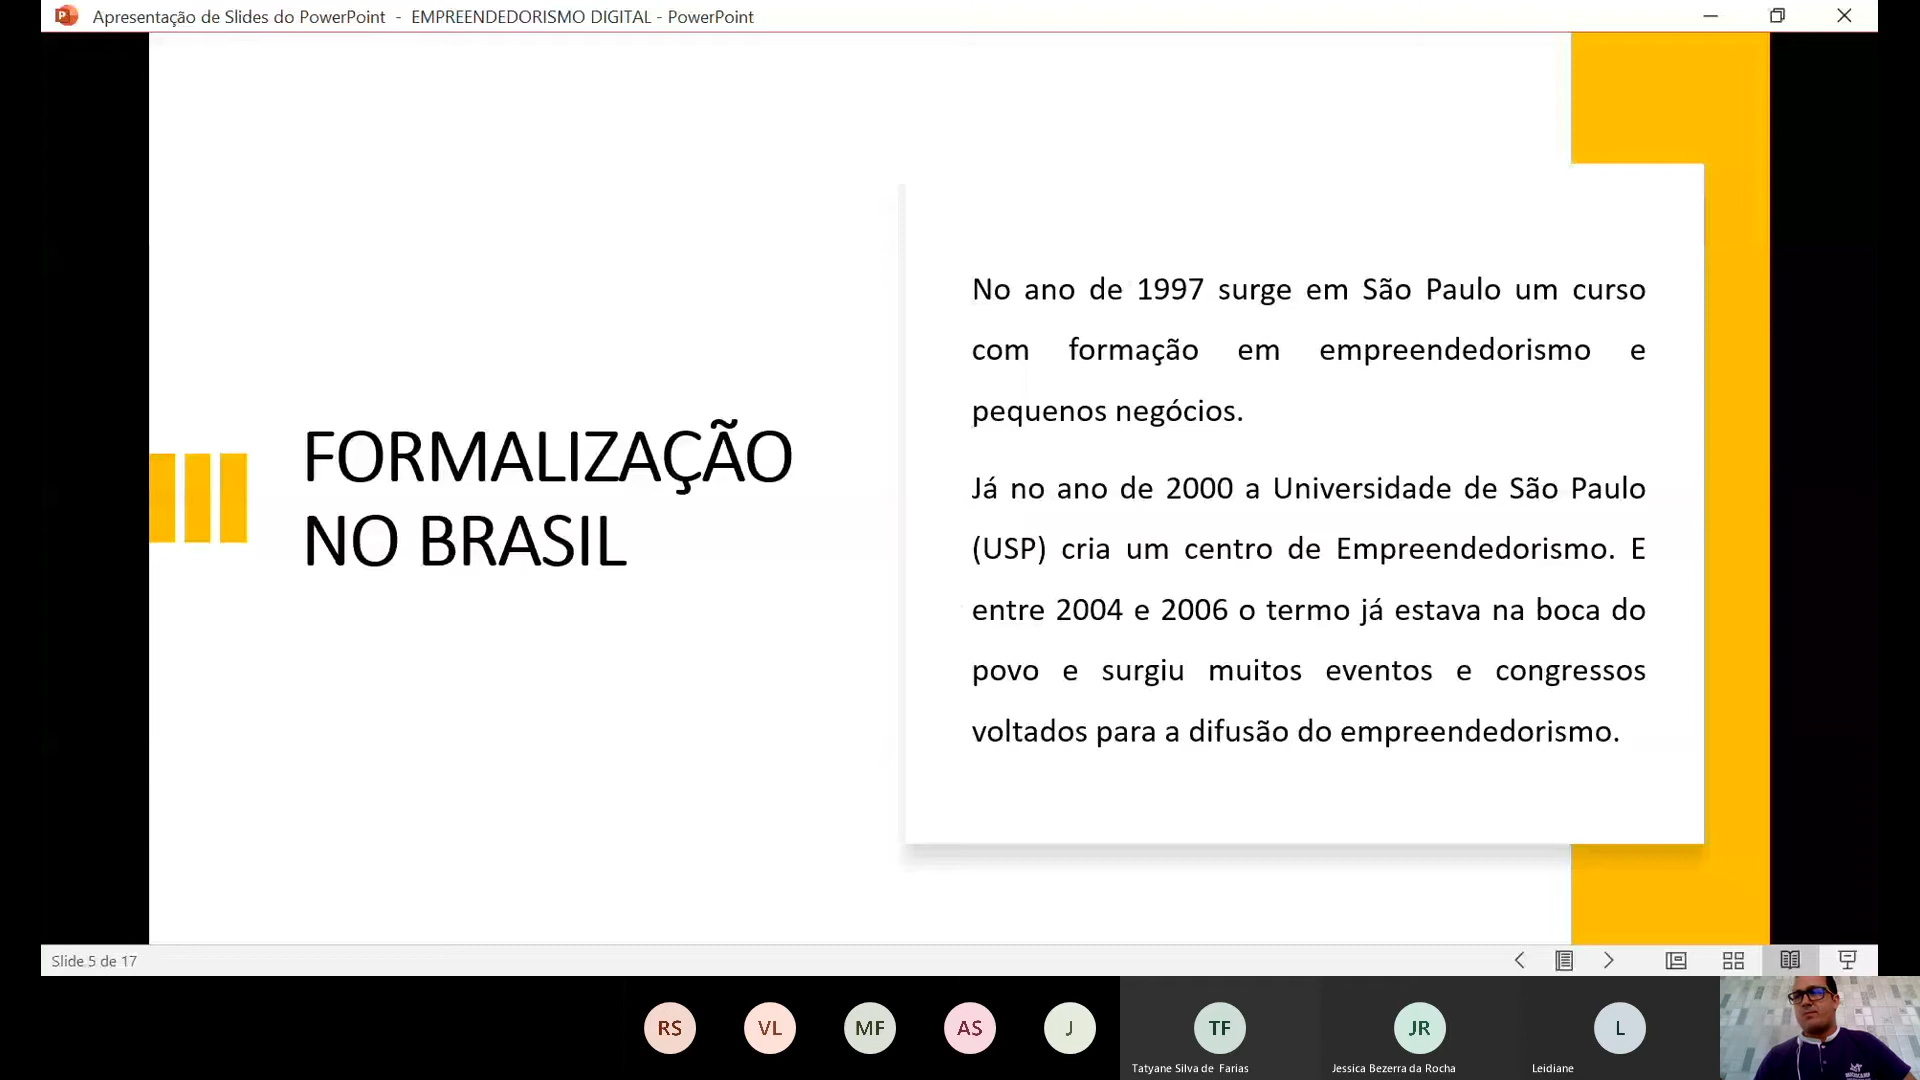 Apresentação de Slides do PowerPoint - EMPREENDEDORISMO DIGITAL - PowerPoint
FORMALIZAÇÃO
NO BRASIL
No ano de 1997 surge em São Paulo um curso
com formação em empreendedorismo e
pequenos negócios.
Já no ano de 2000 a Universidade de São Paulo
(USP) cria um centro de Empreendedorismo. E
entre 2004 e 2006 o termo já estava na boca do
povo e surgiu muitos eventos e congressos
voltados para a difusão do empreendedorismo.
Slide 5 de 17
RS
VL
MF
AS
J
TF
JR
L
Tatyane Silva de Farias
Jessica Bezerra da Rocha
Leidiane